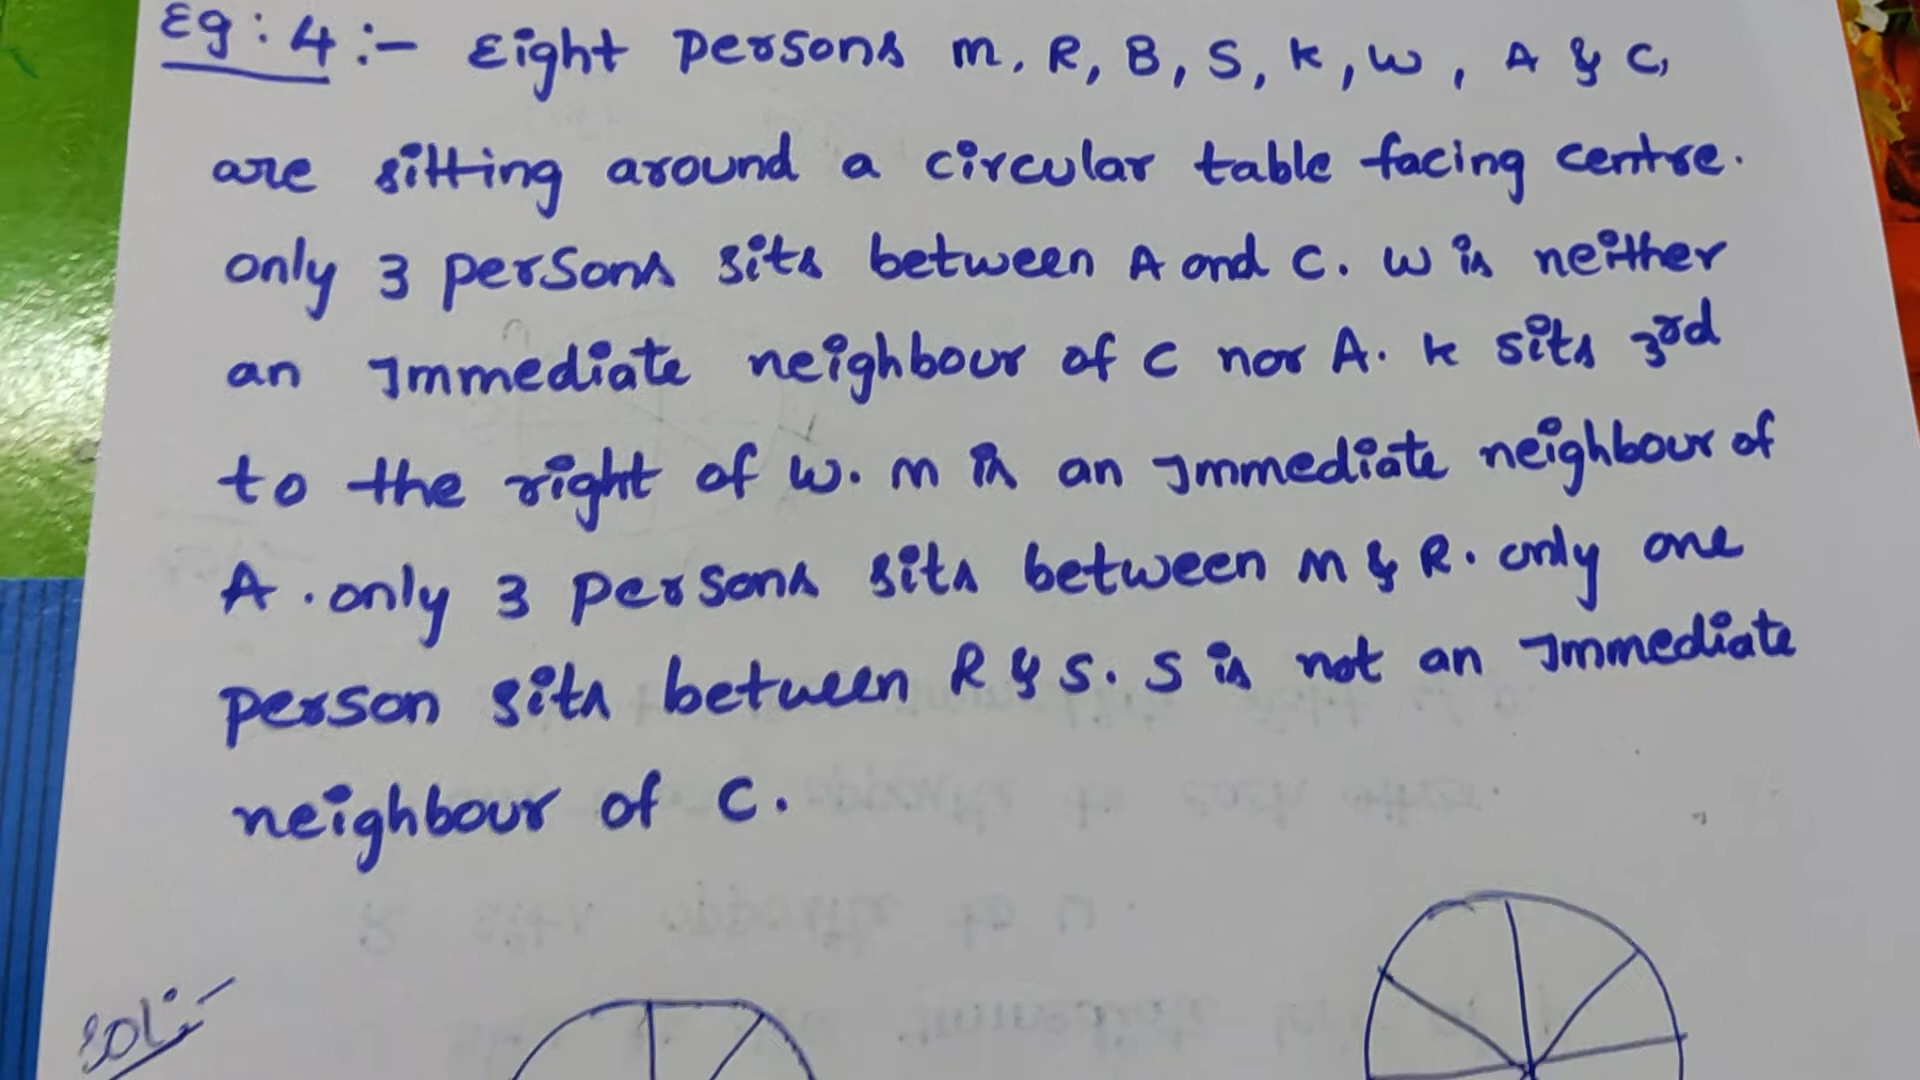 Eg: 4 :- Eight persons M, R, B, S, K, W, A & C,
are sitting around a circular table facing centre.
only 3 persons sits between A and C. W is neither
an Immediate neighbour of C nor A. K sits 3rd
to the right of W. M is an Immediate neighbour of
A. only 3 persons sits between M & R. only one
person sits between R & S. S is not an Immediate
neighbour of C.
Sol:-